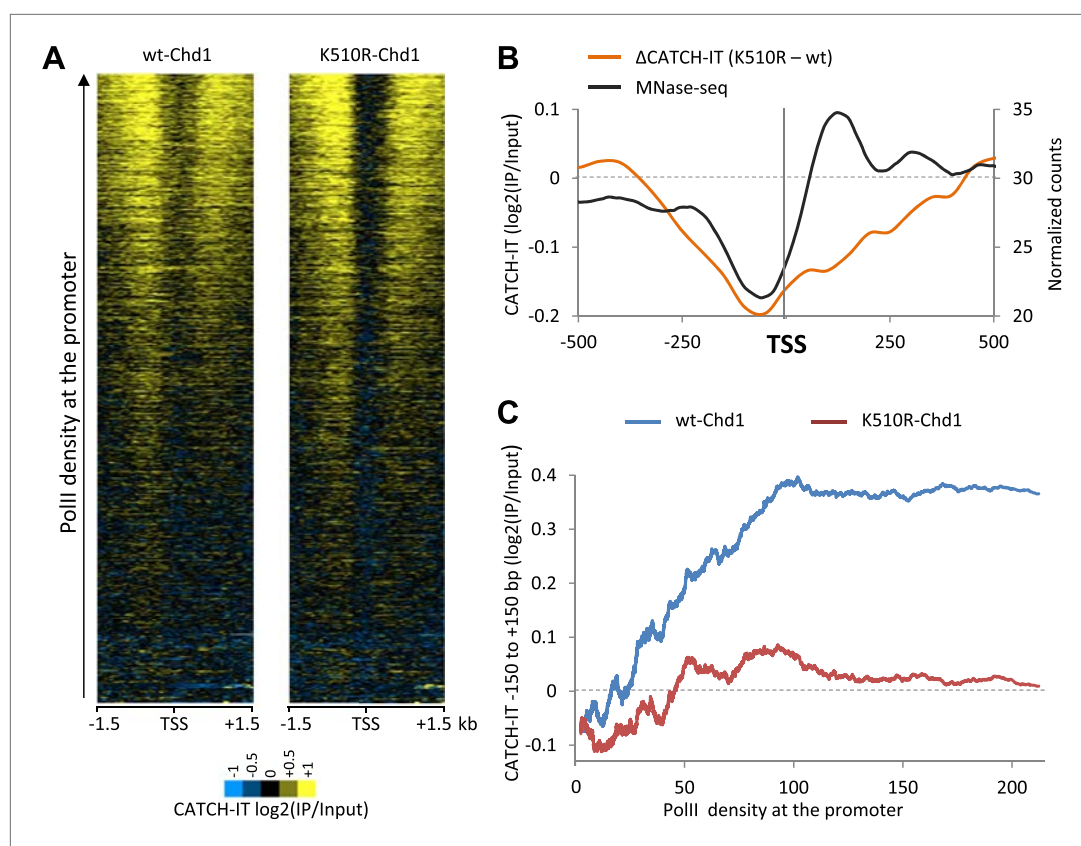 A
wt-Chd1
K510R-Chd1
PolII density at the promoter
-1.5
TSS
+1.5
-1.5
TSS
+1.5
kb
-1
-0.5
0
+0.5
+1
CATCH-IT log2(IP/Input)
B
ΔCATCH-IT (K510R – wt)
MNase-seq
CATCH-IT (log2(IP/Input)
0.1
0
-0.1
-0.2
35
30
25
20
Normalized counts
-500
-250
TSS
250
500
C
wt-Chd1
K510R-Chd1
CATCH-IT -150 to +150 bp (log2(IP/Input)
0.4
0.3
0.2
0.1
0
-0.1
0
50
100
150
200
PolII density at the promoter